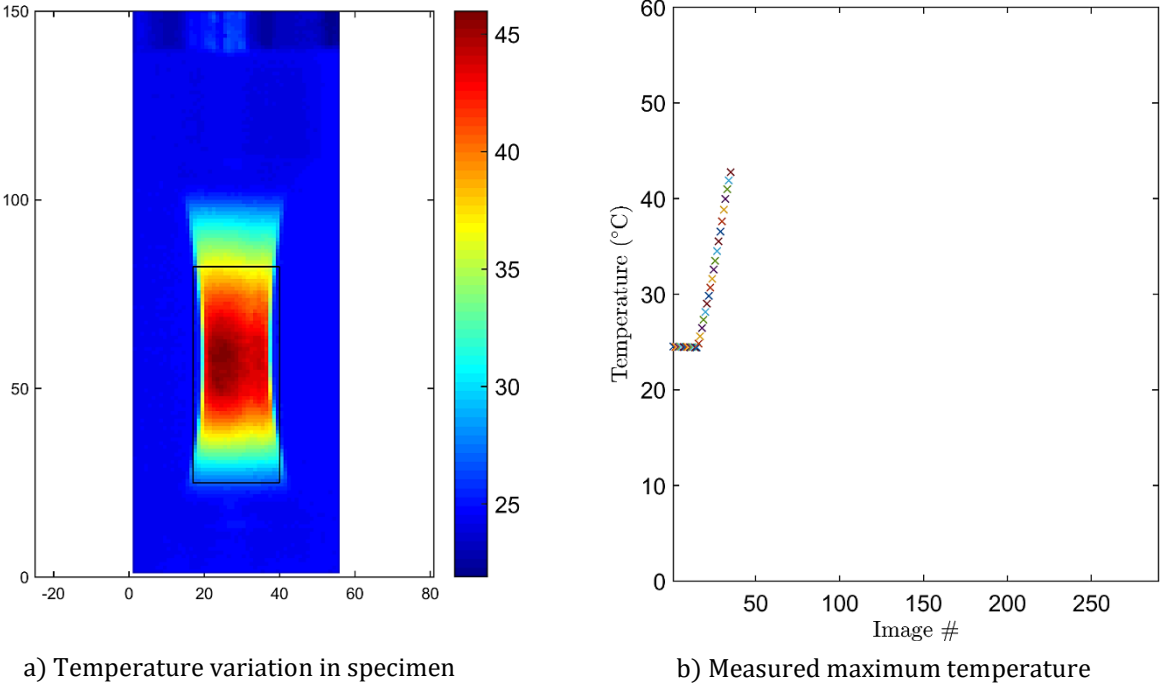 150
100
50
0
-20 0 20 40 60 80
45
40
35
30
25
60
50
40
30
20
10
0
Temperature (°C)
50 100 150 200 250
Image #
a) Temperature variation in specimen
b) Measured maximum temperature